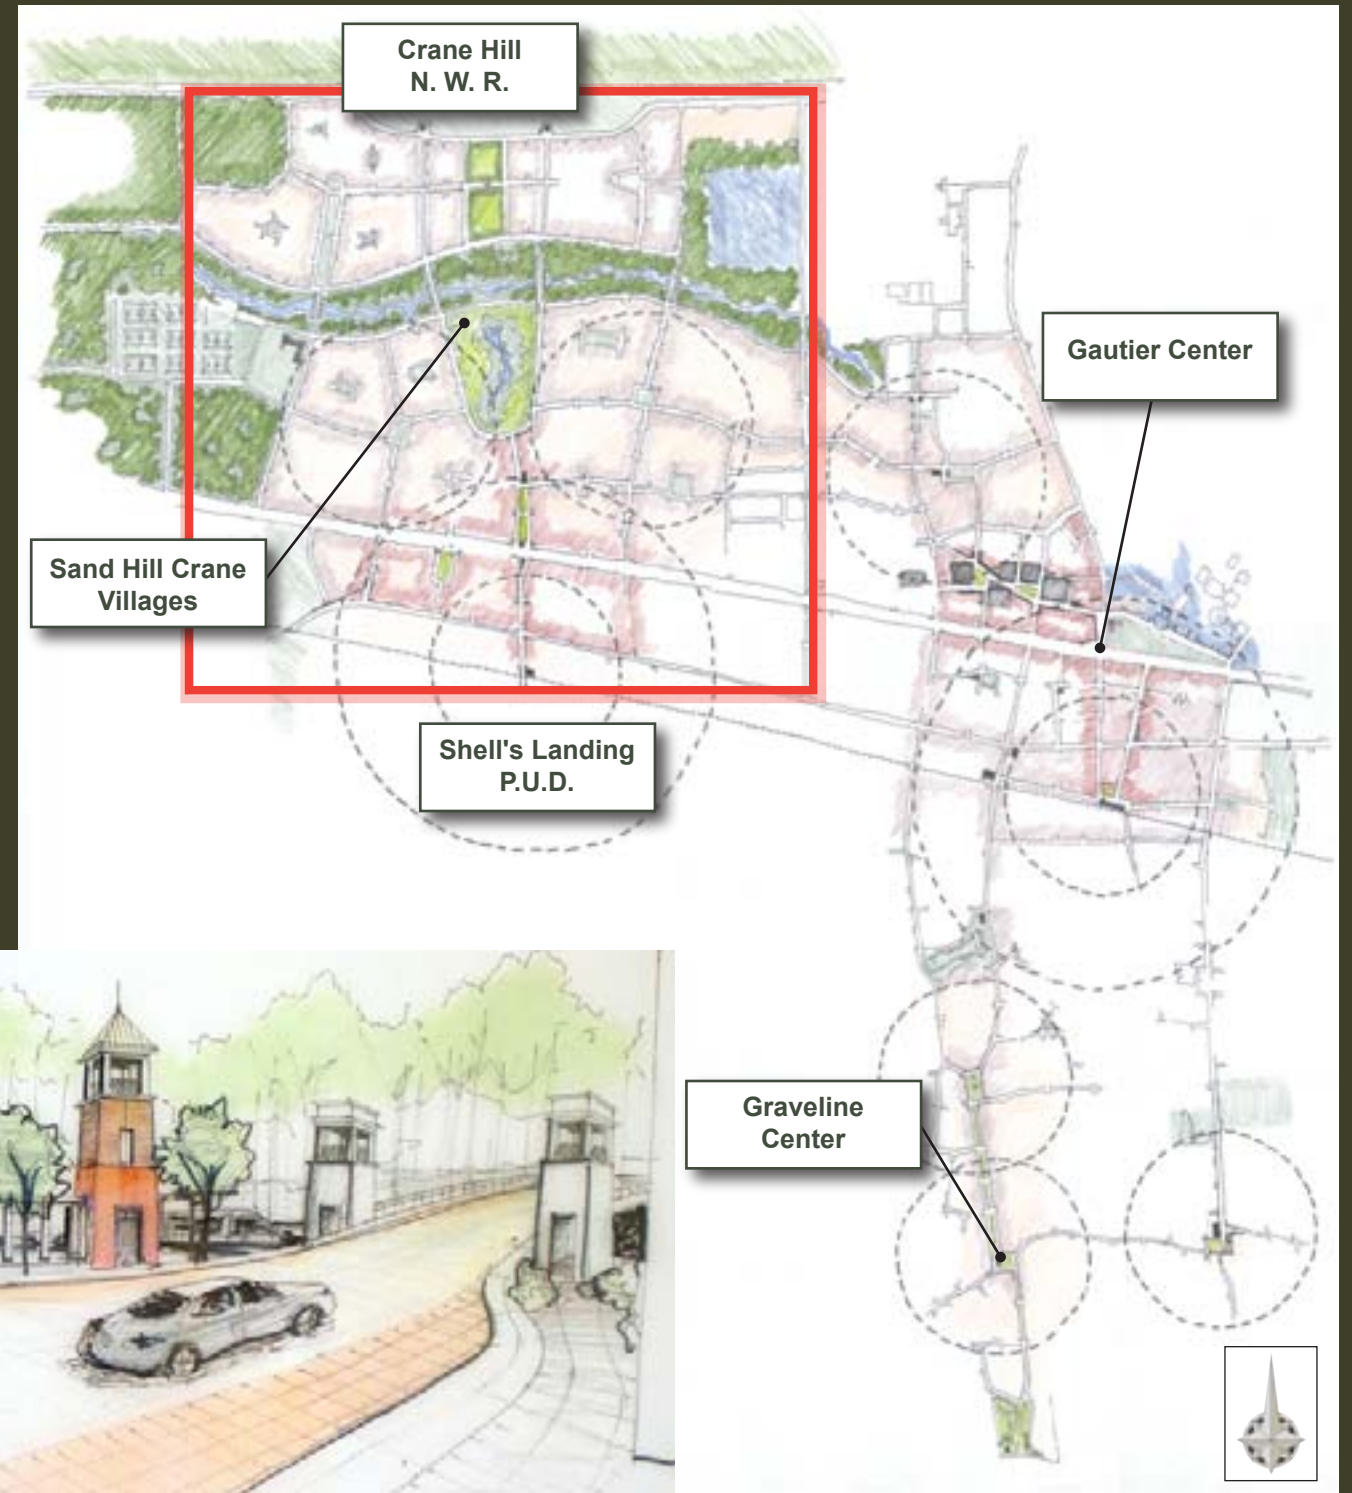 Crane Hill
N. W. R.
Gautier Center
Sand Hill Crane
Villages
Shell's Landing
P.U.D.
Graveline
Center